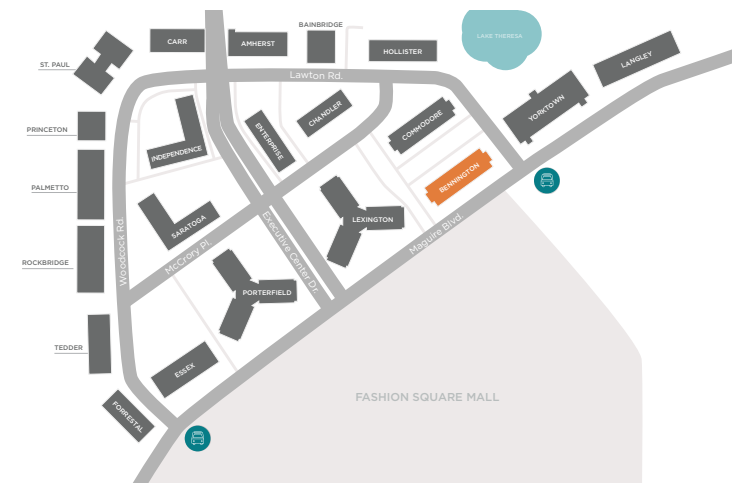 BAINBRIDGE
CARR
AMHERST
HOLLISTER
LAKE THERESA
LANGLEY
ST. PAUL
Lawton Rd.
YORKTOWN
CHANDLER
COMMODORE
PRINCETON
ENTERPRISE
INDEPENDENCE
BENNINGTON
PALMETTO
SARATOGA
LEXINGTON
Woodcock Rd.
McCrory Pl.
Executive Center Dr.
Maguire Blvd.
ROCKBRIDGE
PORTERFIELD
TEDDER
ESSEX
FORRESTAL
FASHION SQUARE MALL